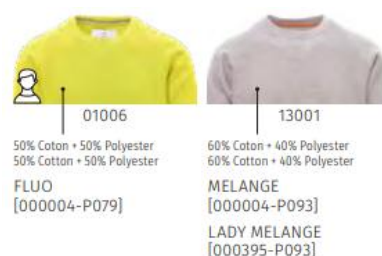 01006
50% Coton + 50% Polyester
50% Cotton + 50% Polyester
FLUO
[000004-P079]
13001
60% Coton + 40% Polyester
60% Cotton + 40% Polyester
MELANGE
[000004-P093]
LADY MELANGE
[000395-P093]